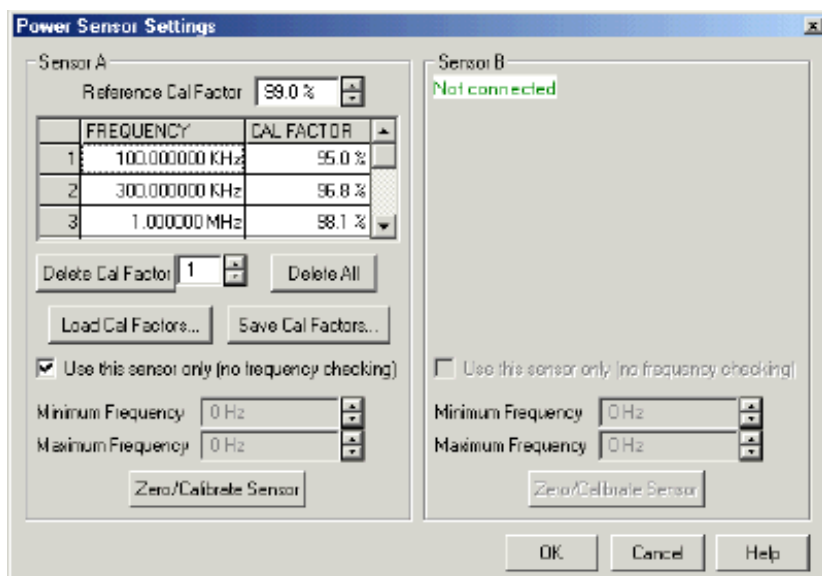 Power Sensor Settings
Sensor A
Reference Cal Factor 99.0 %
FREQUENCY CAL FACTOR
1 100.000000 KHz 95.0 %
2 300.000000 KHz 96.8 %
3 1.000000 MHz 98.1 %
Delete Cal Factor 1 Delete All
Load Cal Factors... Save Cal Factors...
Use this sensor only (no frequency checking)
Minimum Frequency 0 Hz
Maximum Frequency 0 Hz
Zero/Calibrate Sensor
Sensor B
Not connected
Use this sensor only (no frequency checking)
Minimum Frequency 0 Hz
Maximum Frequency 0 Hz
Zero/Calibrate Sensor
OK Cancel Help